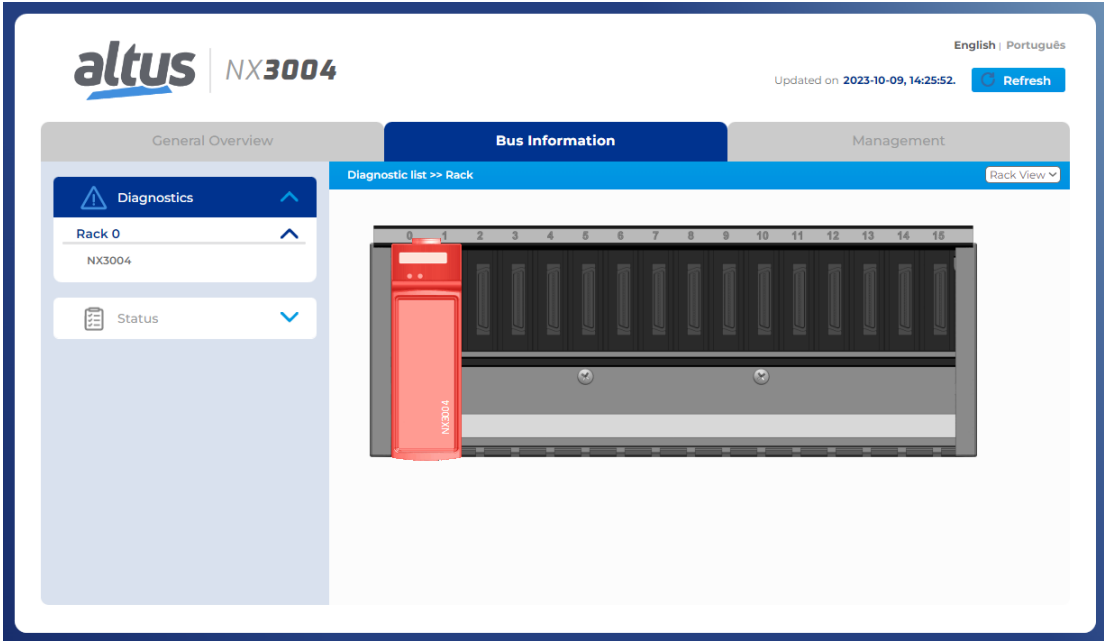 altus
NX3004
English | Português
Updated on 2023-10-09, 14:25:52.
Refresh
General Overview
Bus Information
Management
Diagnostics
Rack 0
NX3004
Status
Diagnostic list >> Rack
Rack View
0 1 2 3 4 5 6 7 8 9 10 11 12 13 14 15
NX3004